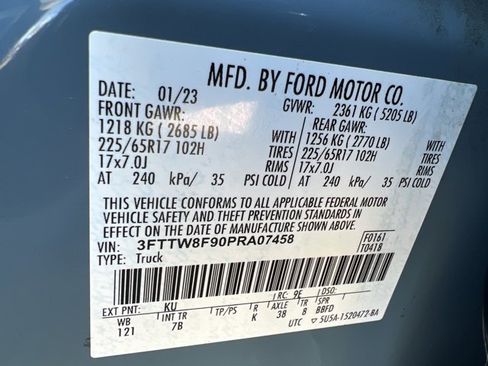 MFD. BY FORD MOTOR CO.
DATE: 01/23 GVWR: 2361 KG ( 5205 LB)
FRONT GAWR: REAR GAWR:
1218 KG ( 2685 LB) 1256 KG ( 2770 LB)
225/65R17 102H TIRES 225/65R17 102H
17x7.0J RIMS 17x7.0J
AT 240 kPa/ 35 PSI COLD AT 240 kPa/ 35 PSI COLD
THIS VEHICLE CONFORMS TO ALL APPLICABLE FEDERAL MOTOR
VEHICLE SAFETY AND THEFT PREVENTION STANDARDS IN
EFFECT ON THE DATE OF MANUFACTURE SHOWN ABOVE.
VIN: 3FTTW8F90PRA07458 F0161
TYPE: Truck T0418
EXT PNT: KU RC: 9F DSO:
WB INT TR TP/PS R AXLE TR SPR
121 7B K 38 8 BBFD
UTC ▽ 5U5A-1520472-BA